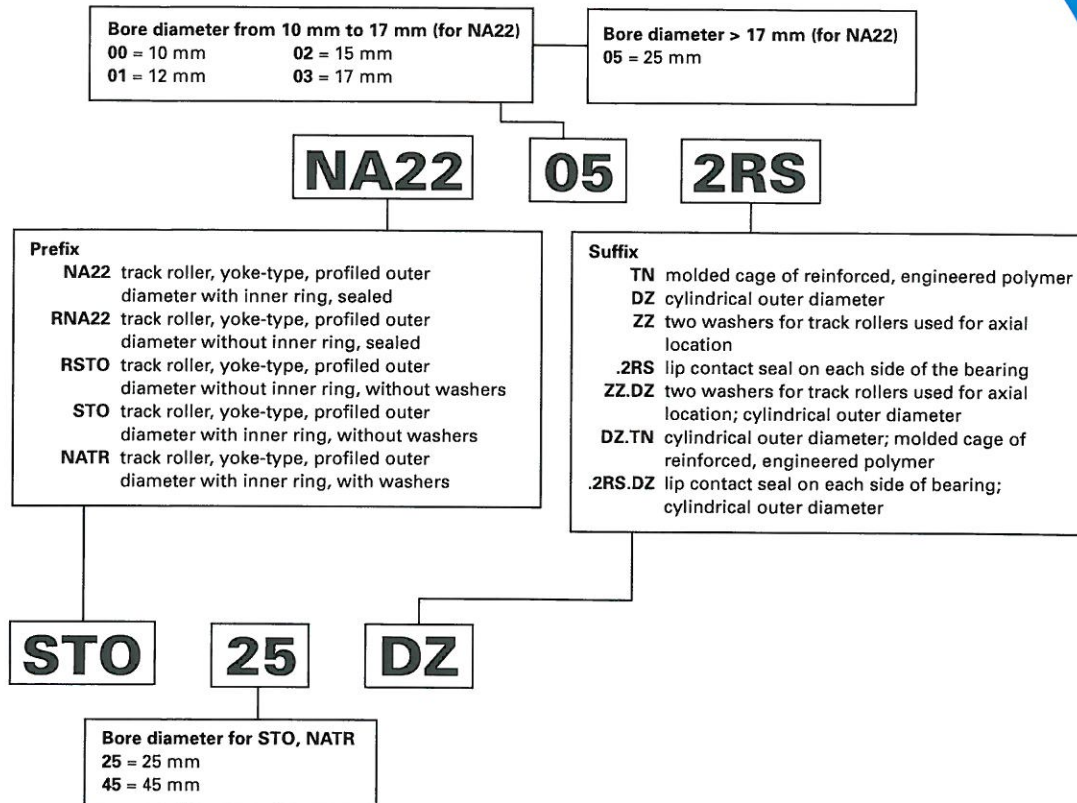 Bore diameter from 10 mm to 17 mm (for NA22)
00 = 10 mm 02 = 15 mm
01 = 12 mm 03 = 17 mm
Bore diameter > 17 mm (for NA22)
05 = 25 mm
NA22 05 2RS
Prefix
NA22 track roller, yoke-type, profiled outer
diameter with inner ring, sealed
RNA22 track roller, yoke-type, profiled outer
diameter without inner ring, sealed
RSTO track roller, yoke-type, profiled outer
diameter without inner ring, without washers
STO track roller, yoke-type, profiled outer
diameter with inner ring, without washers
NATR track roller, yoke-type, profiled outer
diameter with inner ring, with washers
Suffix
TN molded cage of reinforced, engineered polymer
DZ cylindrical outer diameter
ZZ two washers for track rollers used for axial
location
.2RS lip contact seal on each side of the bearing
ZZ.DZ two washers for track rollers used for axial
location; cylindrical outer diameter
DZ.TN cylindrical outer diameter; molded cage of
reinforced, engineered polymer
.2RS.DZ lip contact seal on each side of bearing;
cylindrical outer diameter
STO 25 DZ
Bore diameter for STO, NATR
25 = 25 mm
45 = 45 mm